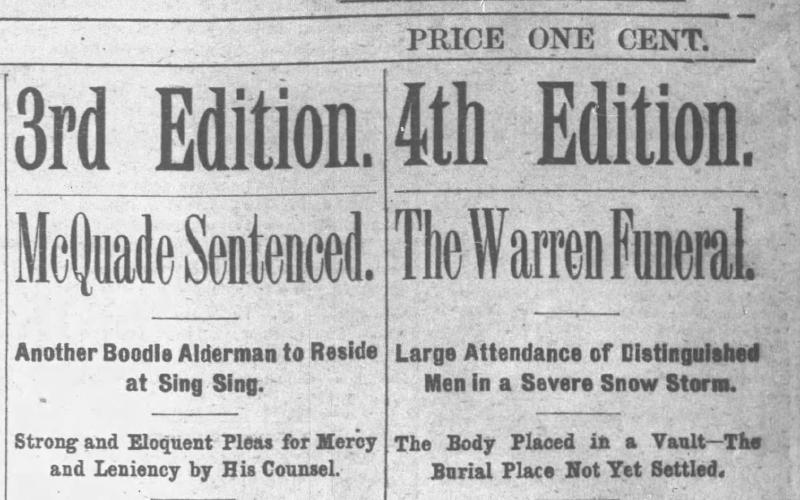 PRICE ONE CENT.
3rd Edition.
McQuade Sentenced.
Another Boodle Alderman to Reside
at Sing Sing.
Strong and Eloquent Pleas for Mercy
and Leniency by His Counsel.
4th Edition.
The Warren Funeral.
Large Attendance of Distinguished
Men in a Severe Snow Storm.
The Body Placed in a Vault—The
Burial Place Not Yet Settled.